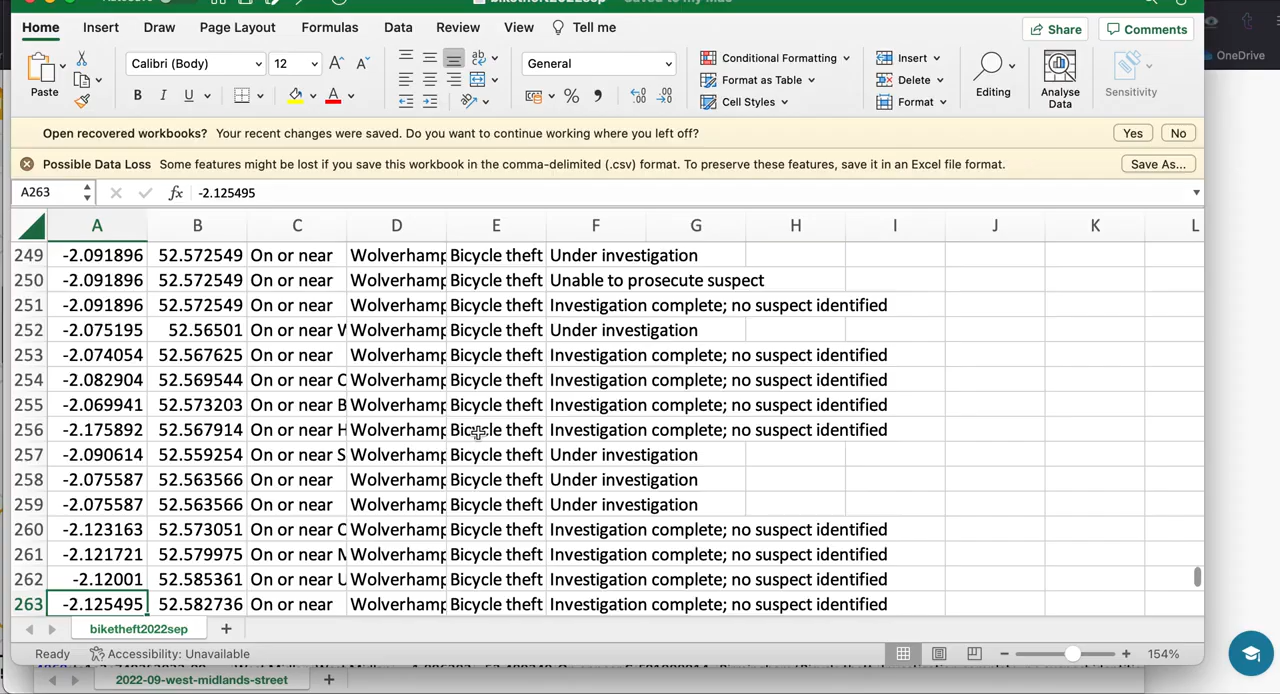 biketheft2022sep
OneDrive
Home Insert Draw Page Layout Formulas Data Review View Tell me Share Comments
Paste Calibri (Body) 12 General
Conditional Formatting
Format as Table
Cell Styles
Insert
Delete
Format
Editing
Analyse Data
Sensitivity
Open recovered workbooks? Your recent changes were saved. Do you want to continue working where you left off? Yes No
Possible Data Loss Some features might be lost if you save this workbook in the comma-delimited (.csv) format. To preserve these features, save it in an Excel file format. Save As...
A263 fx -2.125495
A B C D E F G H I J K L
249 -2.091896 52.572549 On or near Wolverhamp Bicycle theft Under investigation
250 -2.091896 52.572549 On or near Wolverhamp Bicycle theft Unable to prosecute suspect
251 -2.091896 52.572549 On or near Wolverhamp Bicycle theft Investigation complete; no suspect identified
252 -2.075195 52.56501 On or near W Wolverhamp Bicycle theft Under investigation
253 -2.074054 52.567625 On or near Wolverhamp Bicycle theft Investigation complete; no suspect identified
254 -2.082904 52.569544 On or near C Wolverhamp Bicycle theft Investigation complete; no suspect identified
255 -2.069941 52.573203 On or near B Wolverhamp Bicycle theft Investigation complete; no suspect identified
256 -2.175892 52.567914 On or near H Wolverhamp Bicycle theft Investigation complete; no suspect identified
257 -2.090614 52.559254 On or near S Wolverhamp Bicycle theft Under investigation
258 -2.075587 52.563566 On or near Wolverhamp Bicycle theft Under investigation
259 -2.075587 52.563566 On or near Wolverhamp Bicycle theft Under investigation
260 -2.123163 52.573051 On or near C Wolverhamp Bicycle theft Investigation complete; no suspect identified
261 -2.121721 52.579975 On or near M Wolverhamp Bicycle theft Investigation complete; no suspect identified
262 -2.12001 52.585361 On or near U Wolverhamp Bicycle theft Investigation complete; no suspect identified
263 -2.125495 52.582736 On or near Wolverhamp Bicycle theft Investigation complete; no suspect identified
biketheft2022sep
Ready Accessibility: Unavailable 154%
2022-09-west-midlands-street